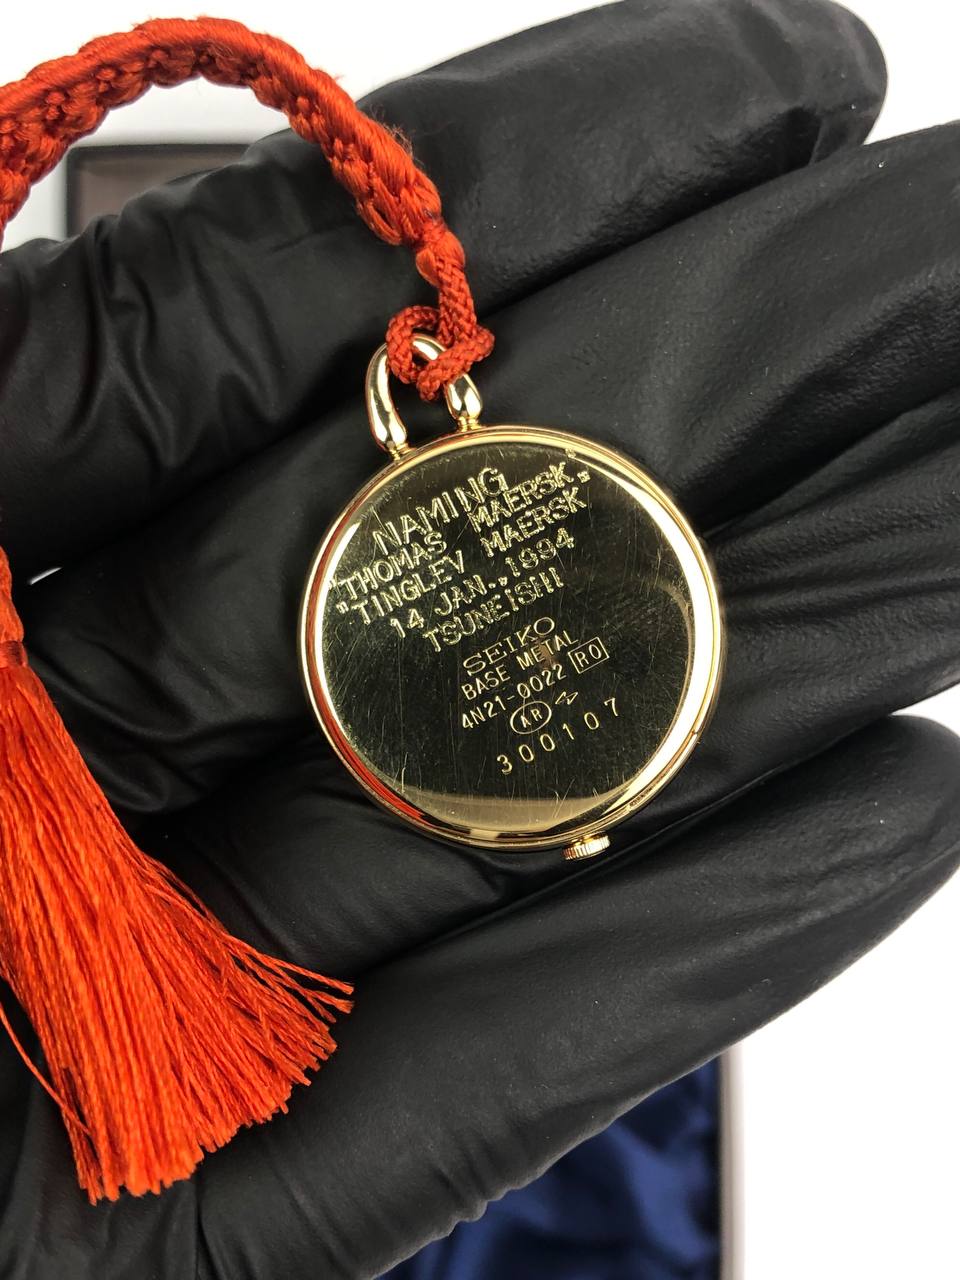 NAMING
"THOMAS MAERSK",
"TINGLEV MAERSK
14 JAN., 1994
TSUNEISHI
SEIKO
BASE METAL
4N21-0022 RO
AR
300107